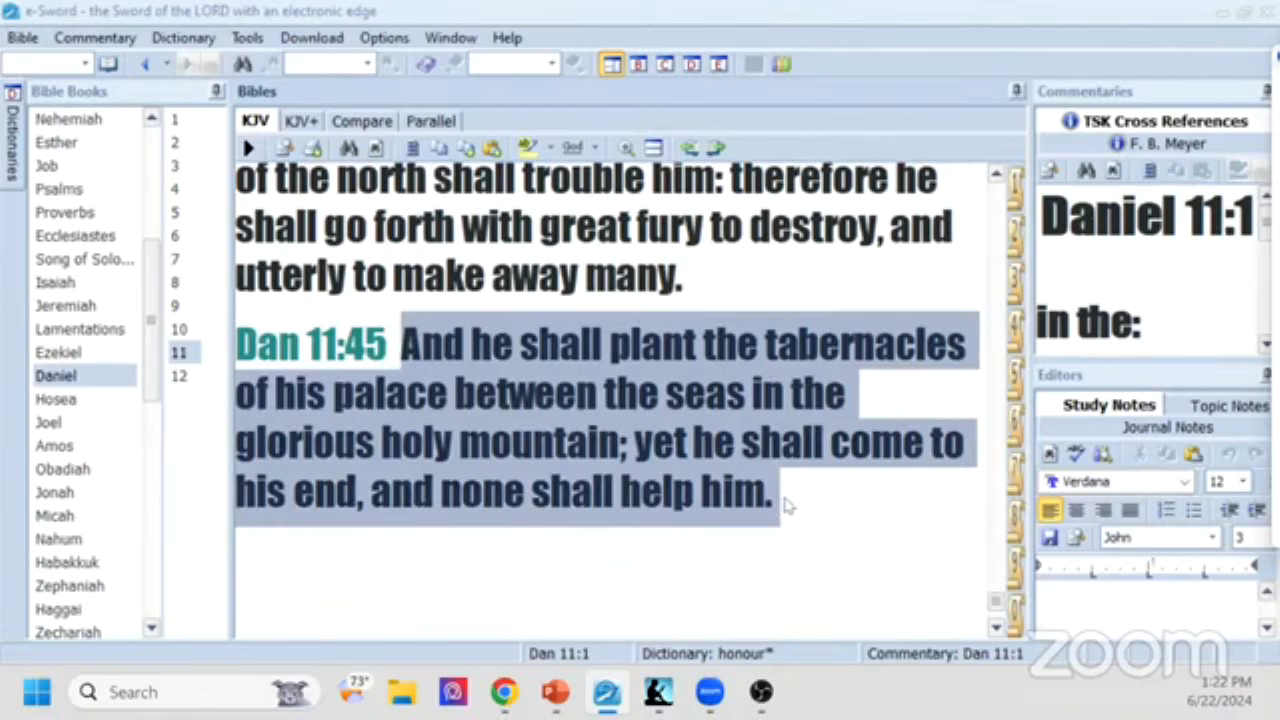 e-Sword - the Sword of the LORD with an electronic edge
Bible Commentary Dictionary Tools Download Options Window Help
Dictionaries
Bible Books
Nehemiah
Esther
Job
Psalms
Proverbs
Ecclesiastes
Song of Solo...
Isaiah
Jeremiah
Lamentations
Ezekiel
Daniel
Hosea
Joel
Amos
Obadiah
Jonah
Micah
Nahum
Habakkuk
Zephaniah
Haggai
Zechariah
1
2
3
4
5
6
7
8
9
10
11
12
Bibles
KJV KJV+ Compare Parallel
of the north shall trouble him: therefore he
shall go forth with great fury to destroy, and
utterly to make away many.
Dan 11:45 And he shall plant the tabernacles
of his palace between the seas in the
glorious holy mountain; yet he shall come to
his end, and none shall help him.
Commentaries
TSK Cross References
F. B. Meyer
Daniel 11:1
in the:
Editors
Study Notes Topic Notes
Journal Notes
Verdana 12
John 3
Dan 11:1 Dictionary: honour* Commentary: Dan 11:1
zoom
Search
73°
zoom
1:22 PM
6/22/2024